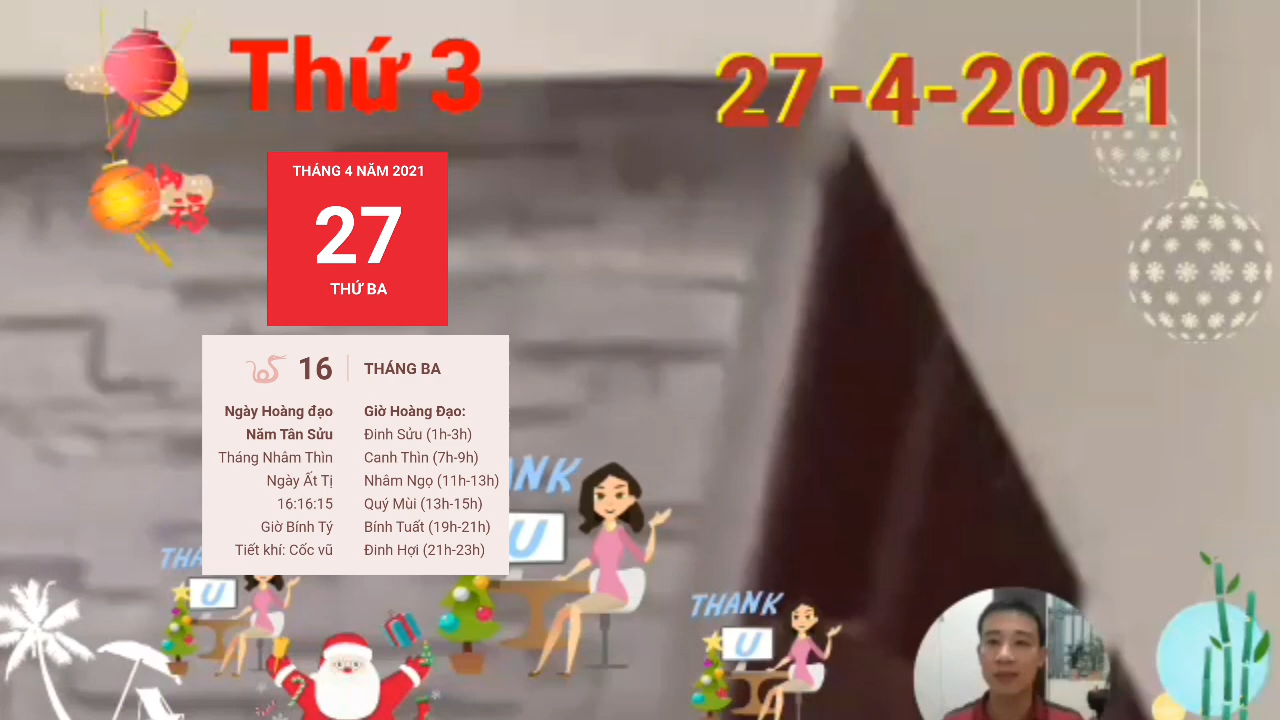 Thứ 3
27-4-2021
THÁNG 4 NĂM 2021
27
THỨ BA
16
THÁNG BA
Ngày Hoàng đạo
Năm Tân Sửu
Tháng Nhâm Thìn
Ngày Ất Tị
16:16:15
Giờ Bính Tý
Tiết khí: Cốc vũ
Giờ Hoàng Đạo:
Đinh Sửu (1h-3h)
Canh Thìn (7h-9h)
Nhâm Ngọ (11h-13h)
Quý Mùi (13h-15h)
Bính Tuất (19h-21h)
Đinh Hợi (21h-23h)
THANK
U
U
THANK
U